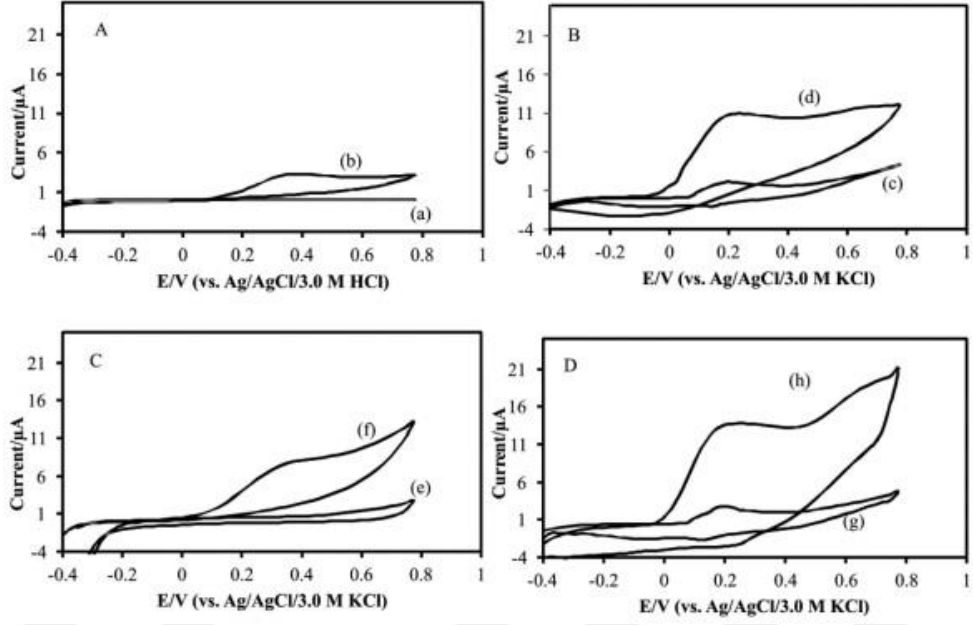 A
Current/µA
21
16
11
6
1
-4
(b)
(a)
-0.4 -0.2 0 0.2 0.4 0.6 0.8 1
E/V (vs. Ag/AgCl/3.0 M HCl)
B
Current/µA
21
16
11
6
1
-4
(d)
(c)
-0.4 -0.2 0 0.2 0.4 0.6 0.8 1
E/V (vs. Ag/AgCl/3.0 M KCl)
C
Current/µA
21
16
11
6
1
-4
(f)
(e)
-0.4 -0.2 0 0.2 0.4 0.6 0.8 1
E/V (vs. Ag/AgCl/3.0 M KCl)
D
Current/µA
21
16
11
6
1
-4
(h)
(g)
-0.4 -0.2 0 0.2 0.4 0.6 0.8 1
E/V (vs. Ag/AgCl/3.0 M KCl)